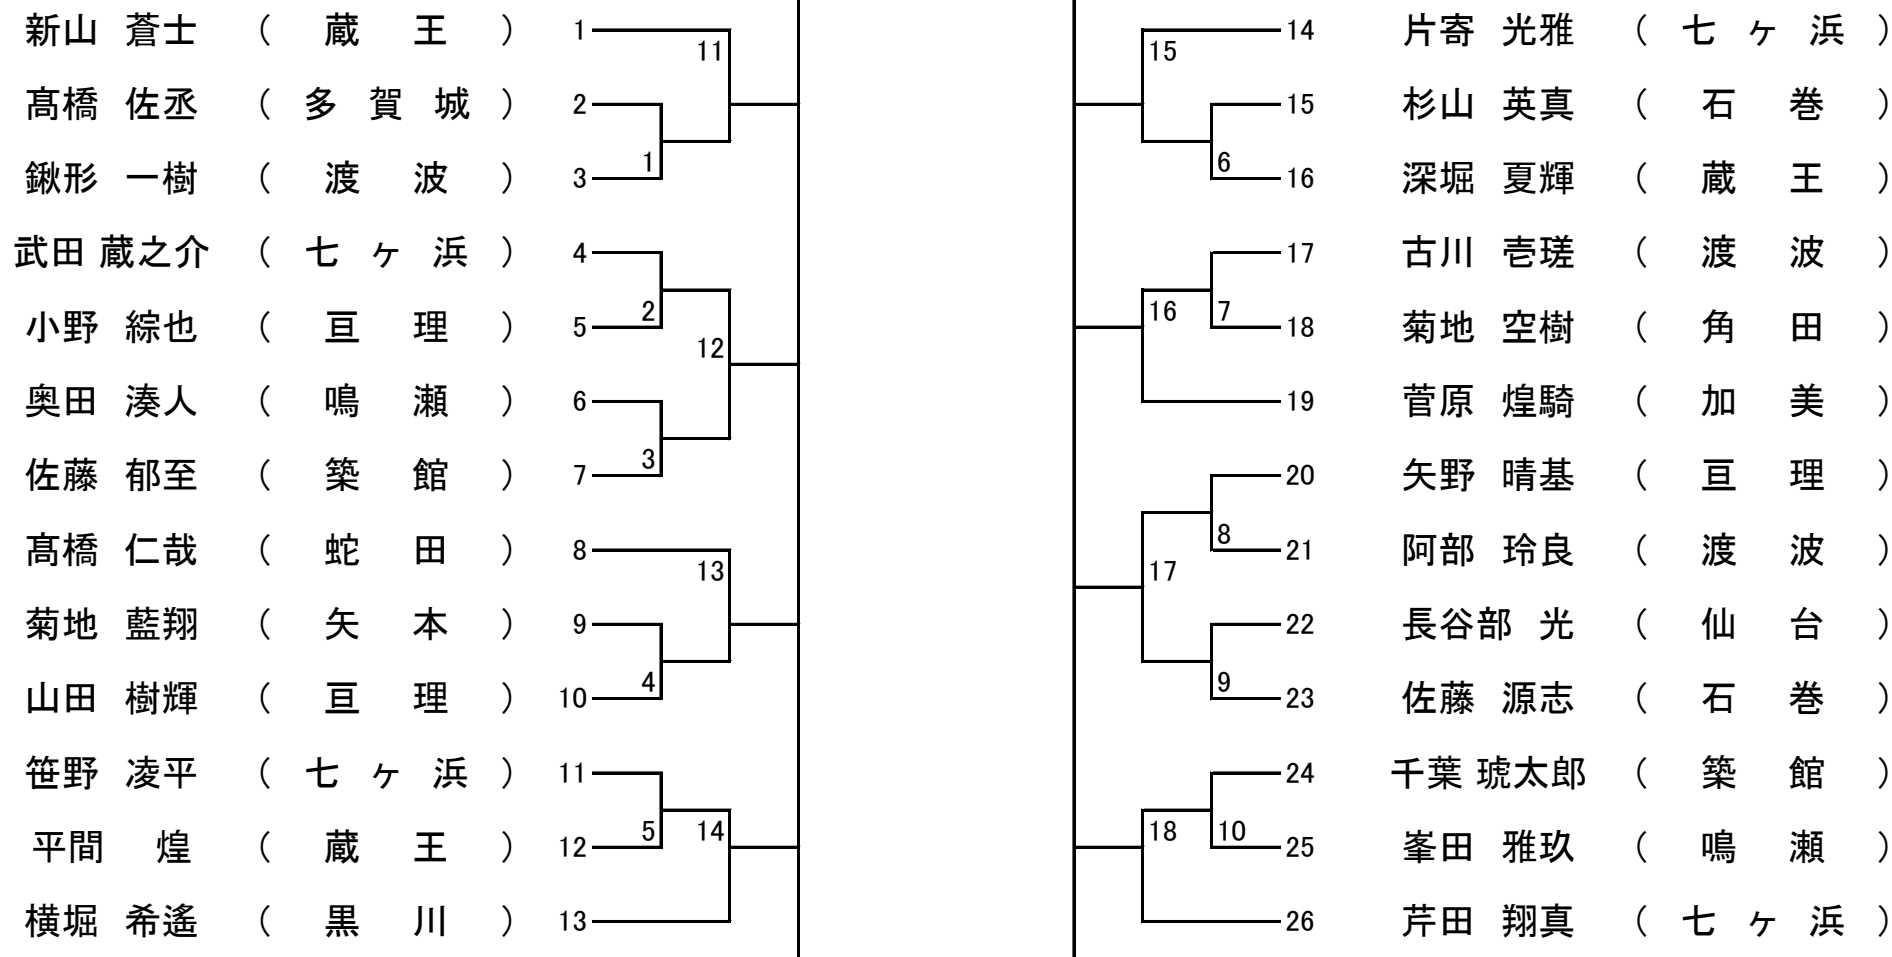 新山 蒼士 ( 蔵 王 ) 1 11 15 14 片寄 光雅 ( 七 ヶ 浜 )
髙橋 佐丞 ( 多 賀 城 ) 2 15 杉山 英真 ( 石 巻 )
鍬形 一樹 ( 渡 波 ) 3 1 6 16 深堀 夏輝 ( 蔵 王 )
武田 蔵之介 ( 七 ヶ 浜 ) 4 17 古川 壱瑳 ( 渡 波 )
小野 綜也 ( 亘 理 ) 5 2 12 16 7 18 菊地 空樹 ( 角 田 )
奥田 湊人 ( 鳴 瀬 ) 6 19 菅原 煌騎 ( 加 美 )
佐藤 郁至 ( 築 館 ) 7 3 20 矢野 晴基 ( 亘 理 )
髙橋 仁哉 ( 蛇 田 ) 8 13 17 8 21 阿部 玲良 ( 渡 波 )
菊地 藍翔 ( 矢 本 ) 9 22 長谷部 光 ( 仙 台 )
山田 樹輝 ( 亘 理 ) 10 4 9 23 佐藤 源志 ( 石 巻 )
笹野 凌平 ( 七 ヶ 浜 ) 11 24 千葉 琥太郎 ( 築 館 )
平間 煌 ( 蔵 王 ) 12 5 14 18 10 25 峯田 雅玖 ( 鳴 瀬 )
横堀 希遙 ( 黒 川 ) 13 26 芹田 翔真 ( 七 ヶ 浜 )